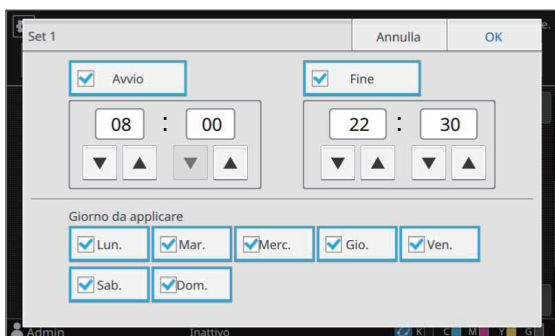 Set 1 Annulla OK
Avvio Fine
08 : 00 22 : 30
Giorno da applicare
Lun. Mar. Merc. Gio. Ven.
Sab. Dom.
Admin Inattivo K C M Y G